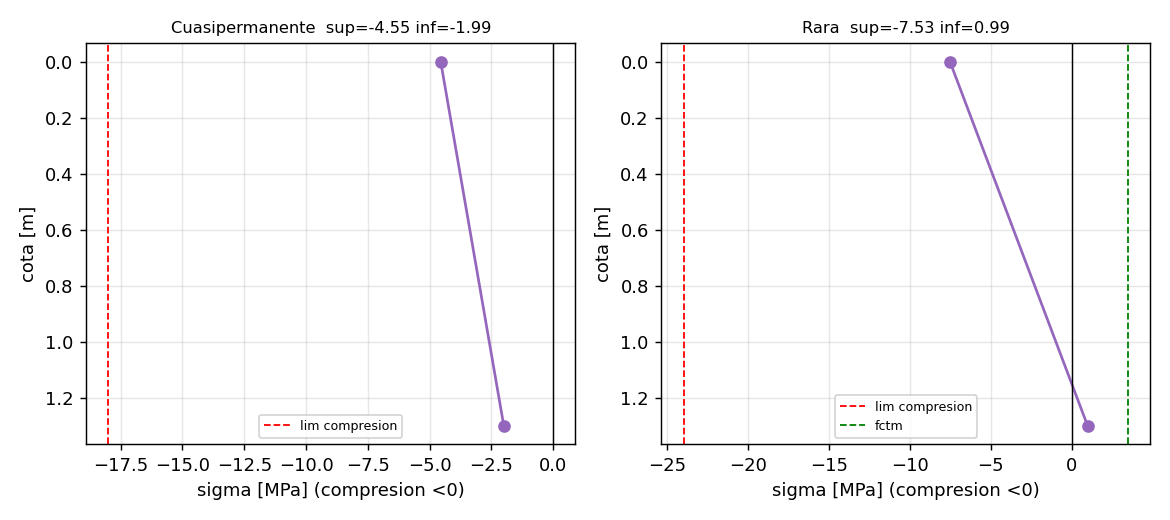 Cuasipermanente  sup=-4.55 inf=-1.99
cota [m]
0.0
0.2
0.4
0.6
0.8
1.0
1.2
lim compresion
−17.5 −15.0 −12.5 −10.0 −7.5 −5.0 −2.5 0.0
sigma [MPa] (compresion <0)
Rara  sup=-7.53 inf=0.99
cota [m]
0.0
0.2
0.4
0.6
0.8
1.0
1.2
lim compresion
fctm
−25 −20 −15 −10 −5 0
sigma [MPa] (compresion <0)